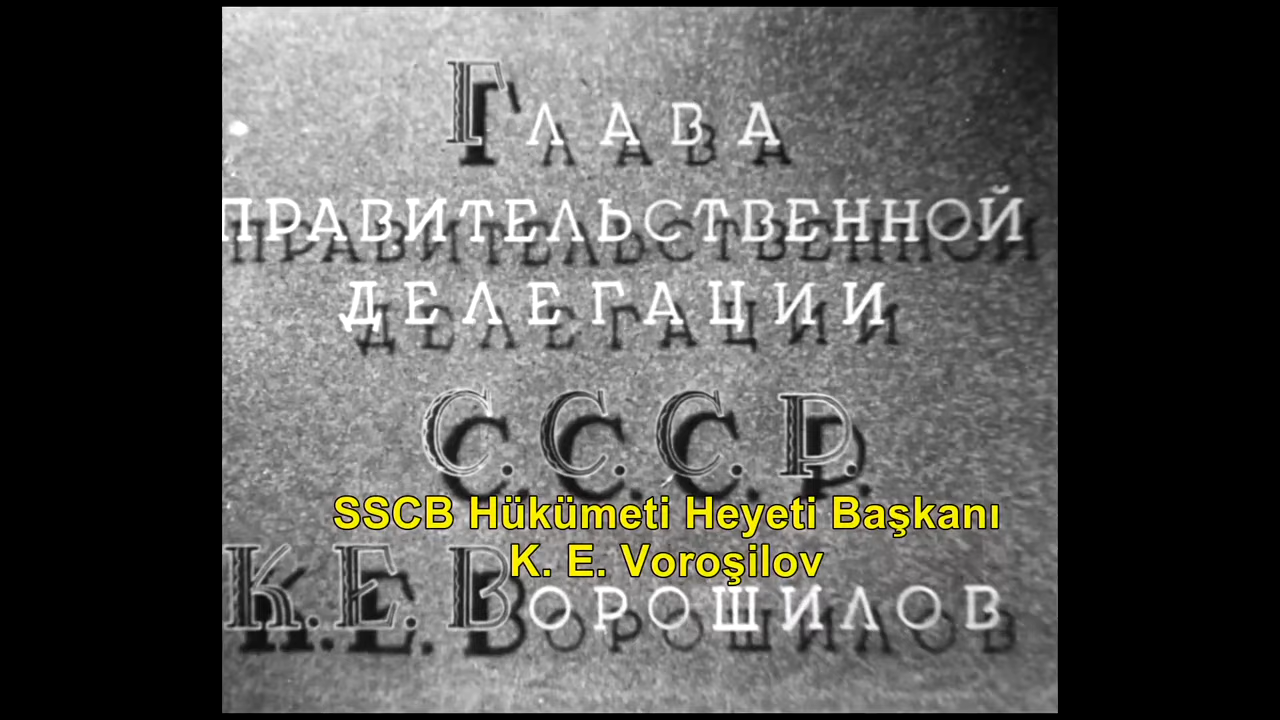 Глава
правительственной
делегации
С.С.С.Р.
SSCB Hükümeti Heyeti Başkanı
K. E. Voroşilov
К.Е. Ворошилов